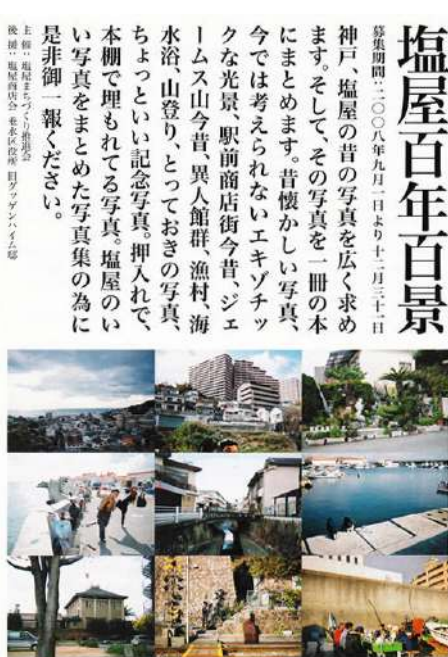 塩屋百年百景
募集期間：二〇〇八年九月一日より十二月三十一日
神戸、塩屋の昔の写真を広く求め
ます。そして、その写真を一冊の本
にまとめます。昔懐かしい写真、
今では考えられないエキゾチッ
クな光景、駅前商店街今昔、ジェ
ームス山今昔、異人館群、漁村、海
水浴、山登り、とっておきの写真、
ちょっといい記念写真。押入れで、
本棚で埋もれてる写真。塩屋のい
い写真をまとめた写真集の為に
是非御一報ください。
主催：塩屋まちづくり推進会
後援：塩屋商店会 垂水区役所 旧グッゲンハイム邸